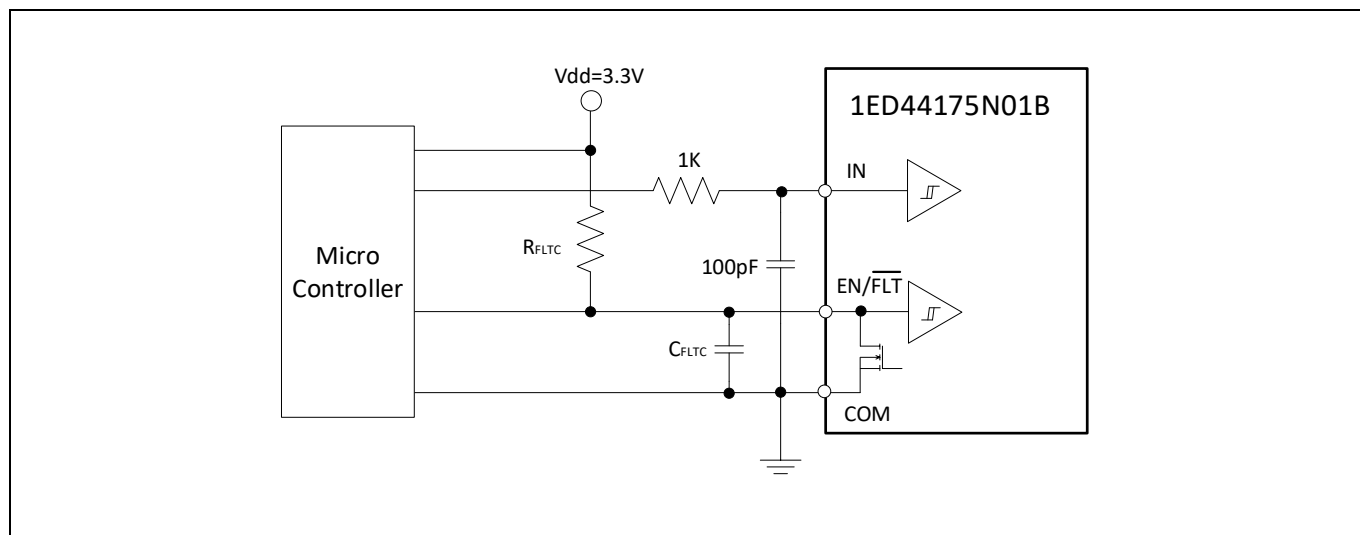 Vdd=3.3V
1ED44175N01B
1K
IN
RFLTC
Micro
Controller
100pF
EN/FLT
CFLTC
COM